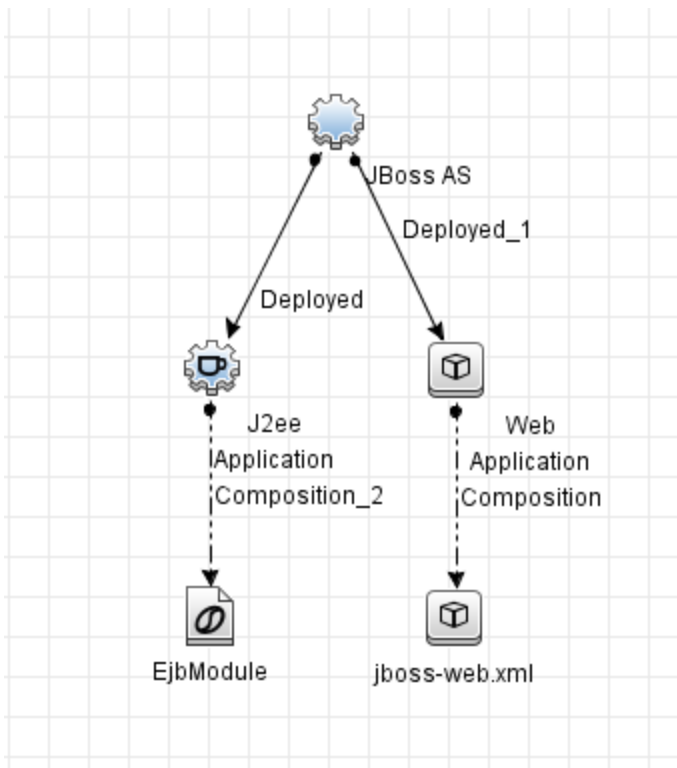 JBoss AS
Deployed_1
Deployed
J2ee
Application
Composition_2
Web
Application
Composition
EjbModule
jboss-web.xml